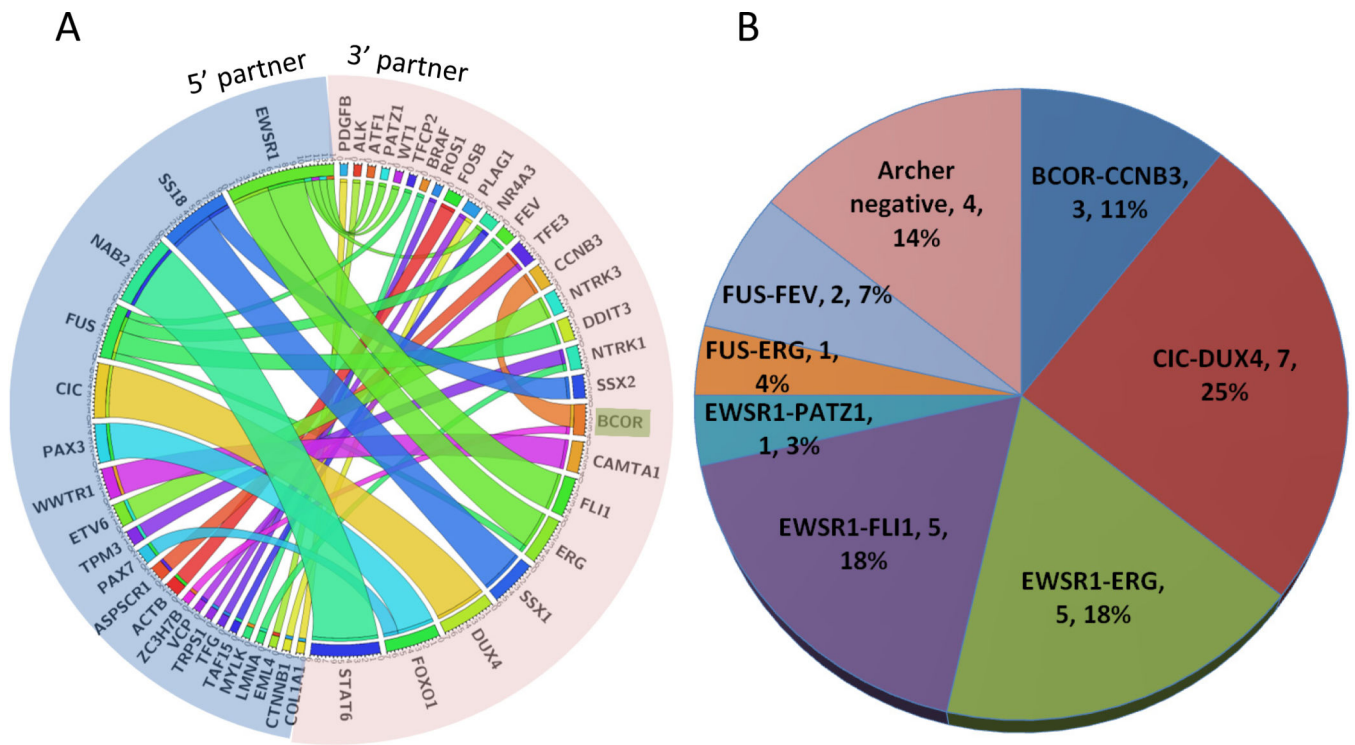 A
B
5’ partner
3’ partner
EWSR1
SS18
NAB2
FUS
CIC
PAX3
WWTR1
ETV6
TPM3
PAX7
ASPSCR1
ACTB
ZC3H7B
VCP
TRPS1
TFG
TAF15
MYLK
LMNA
EML4
CTNNB1
COL1A1
PDGFB
ALK
ATF1
PATZ1
WT1
TFCP2
BRAF
ROS1
FOSB
PLAG1
NR4A3
FEV
TFE3
CCNB3
NTRK3
DDIT3
NTRK1
SSX2
BCOR
CAMTA1
FLI1
ERG
SSX1
DUX4
FOXO1
STAT6
BCOR-CCNB3,
3, 11%
CIC-DUX4, 7,
25%
EWSR1-ERG,
5, 18%
EWSR1-FLI1, 5,
18%
EWSR1-PATZ1,
1, 3%
FUS-ERG, 1,
4%
FUS-FEV, 2, 7%
Archer
negative, 4,
14%